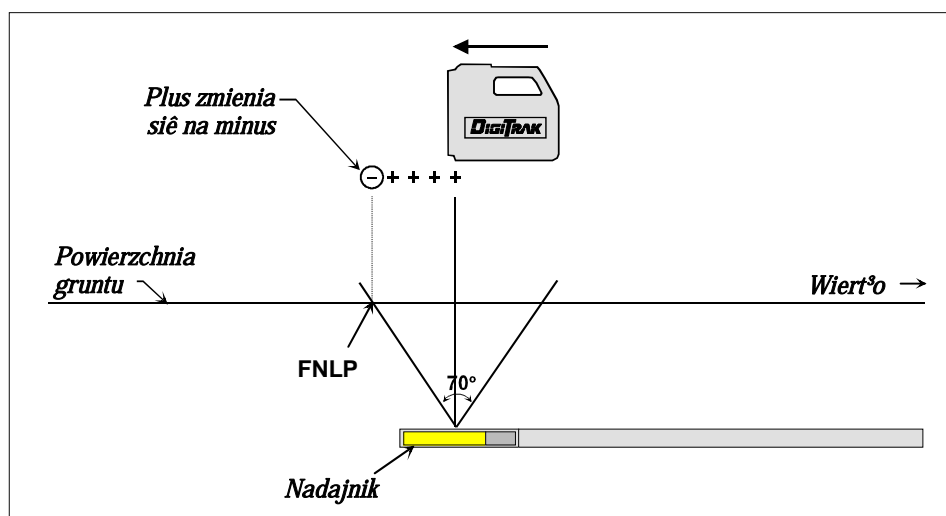 Plus zmienia
siê na minus
DIGITRAK
− + + + +
Powierzchnia
gruntu
Wiert³o
FNLP
70°
Nadajnik